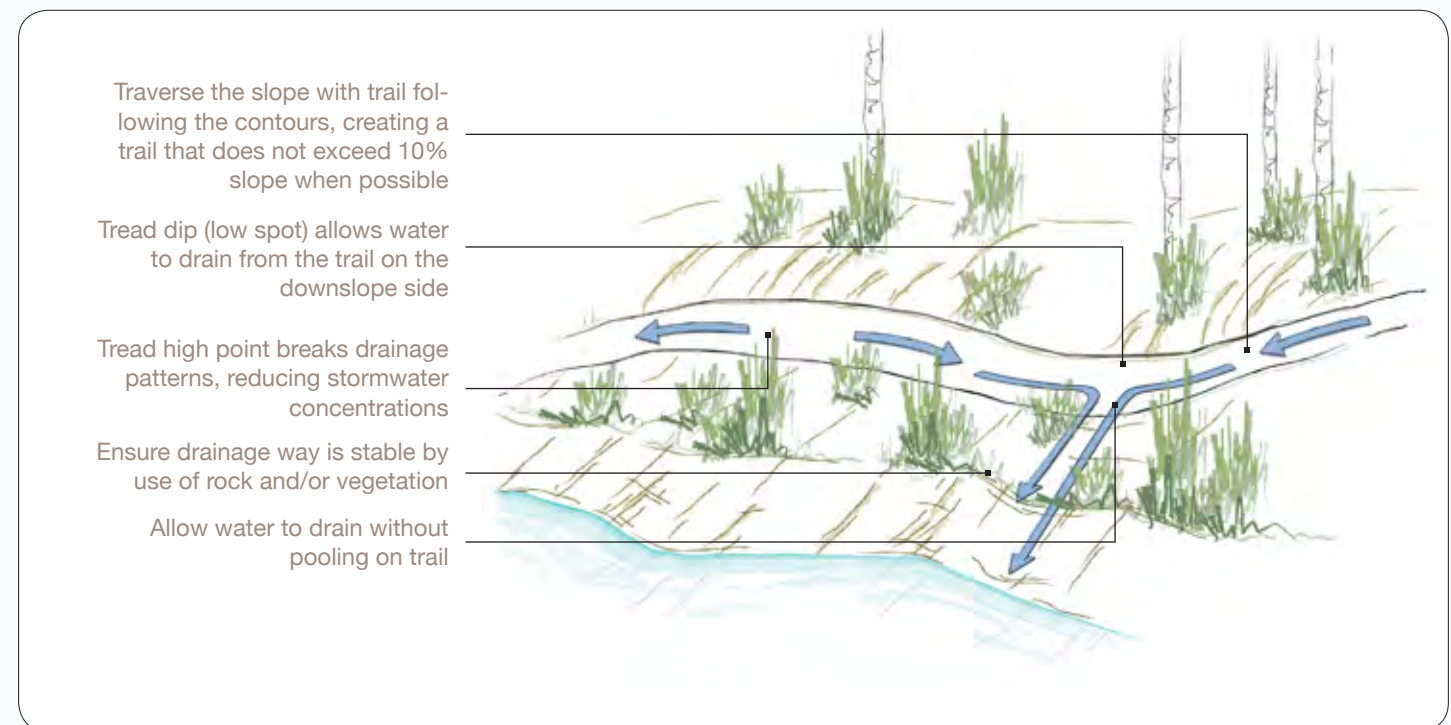 Traverse the slope with trail fol-
lowing the contours, creating a
trail that does not exceed 10%
slope when possible
Tread dip (low spot) allows water
to drain from the trail on the
downslope side
Tread high point breaks drainage
patterns, reducing stormwater
concentrations
Ensure drainage way is stable by
use of rock and/or vegetation
Allow water to drain without
pooling on trail